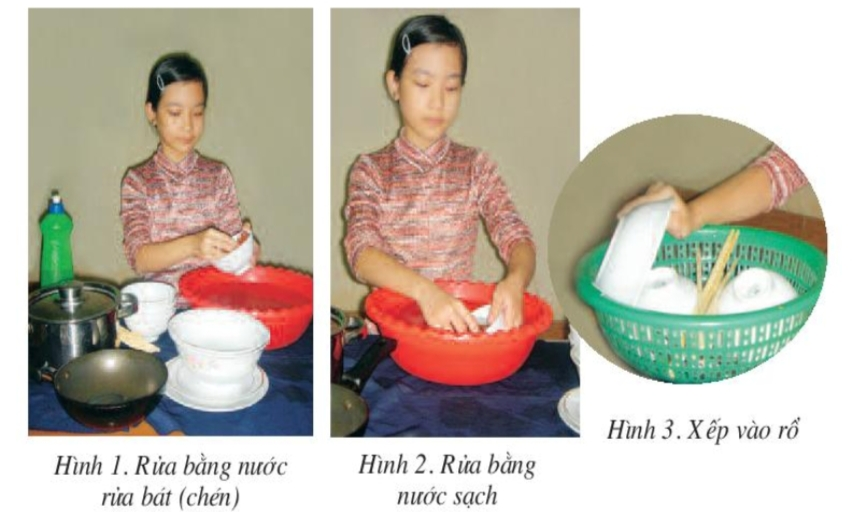 Hình 1. Rửa bằng nước
rửa bát (chén)
Hình 2. Rửa bằng
nước sạch
Hình 3. Xếp vào rổ